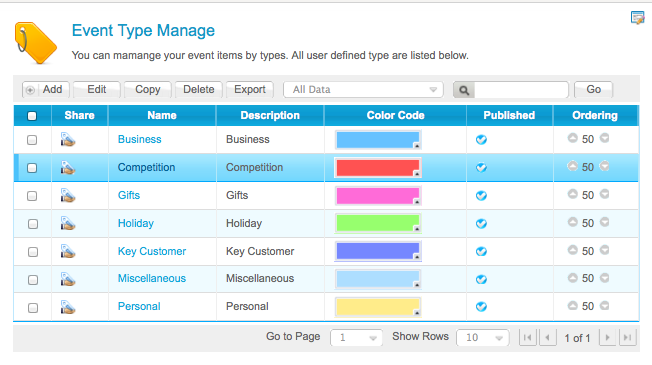 Event Type Manage
You can mamange your event items by types. All user defined type are listed below.
Add Edit Copy Delete Export All Data Go
Share Name Description Color Code Published Ordering
Business Business 50
Competition Competition 50
Gifts Gifts 50
Holiday Holiday 50
Key Customer Key Customer 50
Miscellaneous Miscellaneous 50
Personal Personal 50
Go to Page 1 Show Rows 10 1 of 1